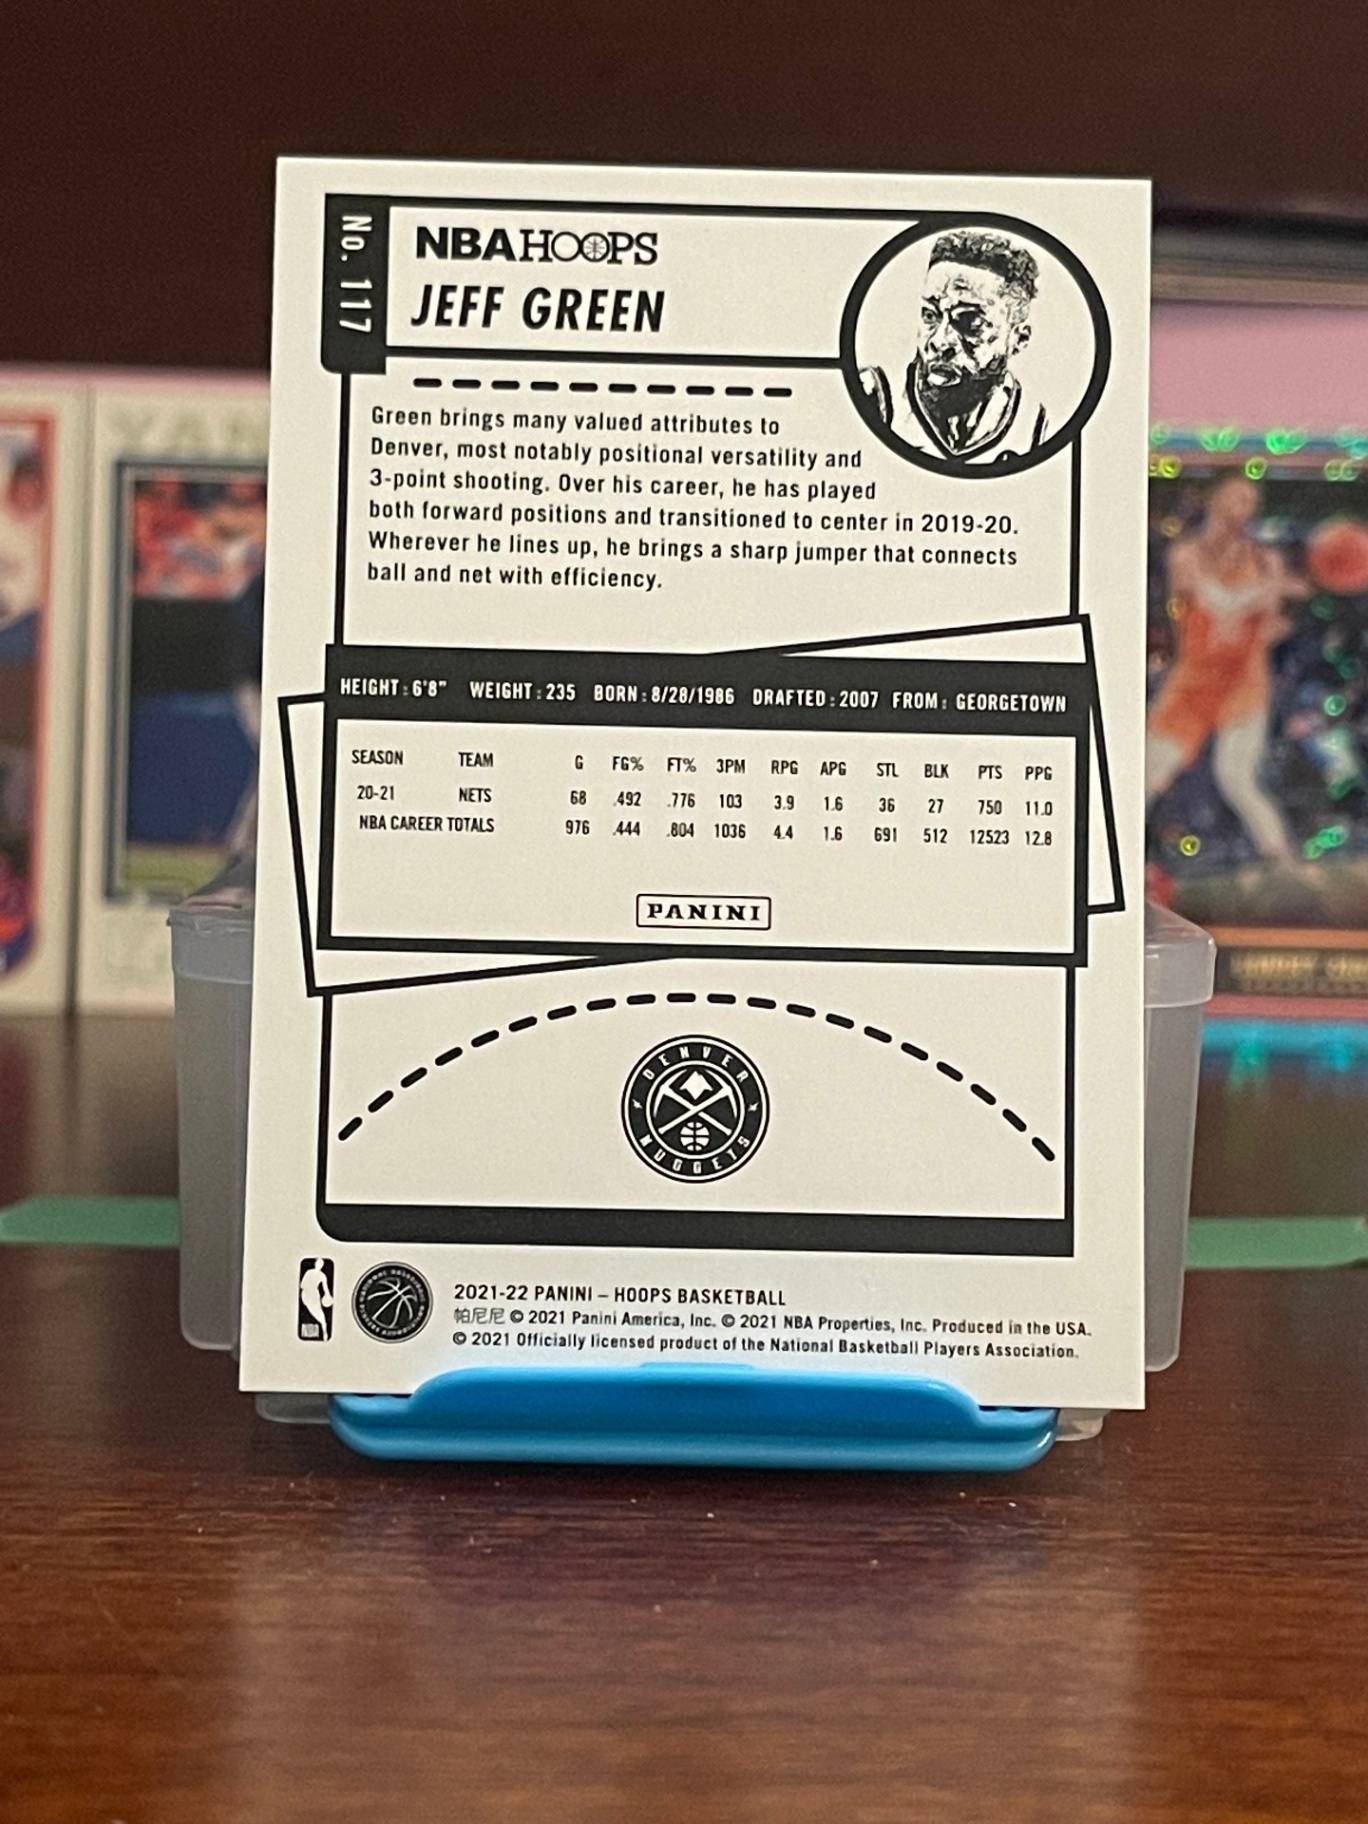 No. 117
NBA HOOPS
JEFF GREEN
Green brings many valued attributes to
Denver, most notably positional versatility and
3-point shooting. Over his career, he has played
both forward positions and transitioned to center in 2019-20.
Wherever he lines up, he brings a sharp jumper that connects
ball and net with efficiency.
HEIGHT: 6'8" WEIGHT: 235 BORN: 8/28/1986 DRAFTED: 2007 FROM: GEORGETOWN
SEASON TEAM G FG% FT% 3PM RPG APG STL BLK PTS PPG
20-21 NETS 68 .492 .776 103 3.9 1.6 36 27 750 11.0
NBA CAREER TOTALS 976 .444 .804 1036 4.4 1.6 691 512 12523 12.8
PANINI
DENVER
NUGGETS
NBA
2021-22 PANINI – HOOPS BASKETBALL
帕尼尼 © 2021 Panini America, Inc. © 2021 NBA Properties, Inc. Produced in the USA.
© 2021 Officially licensed product of the National Basketball Players Association.